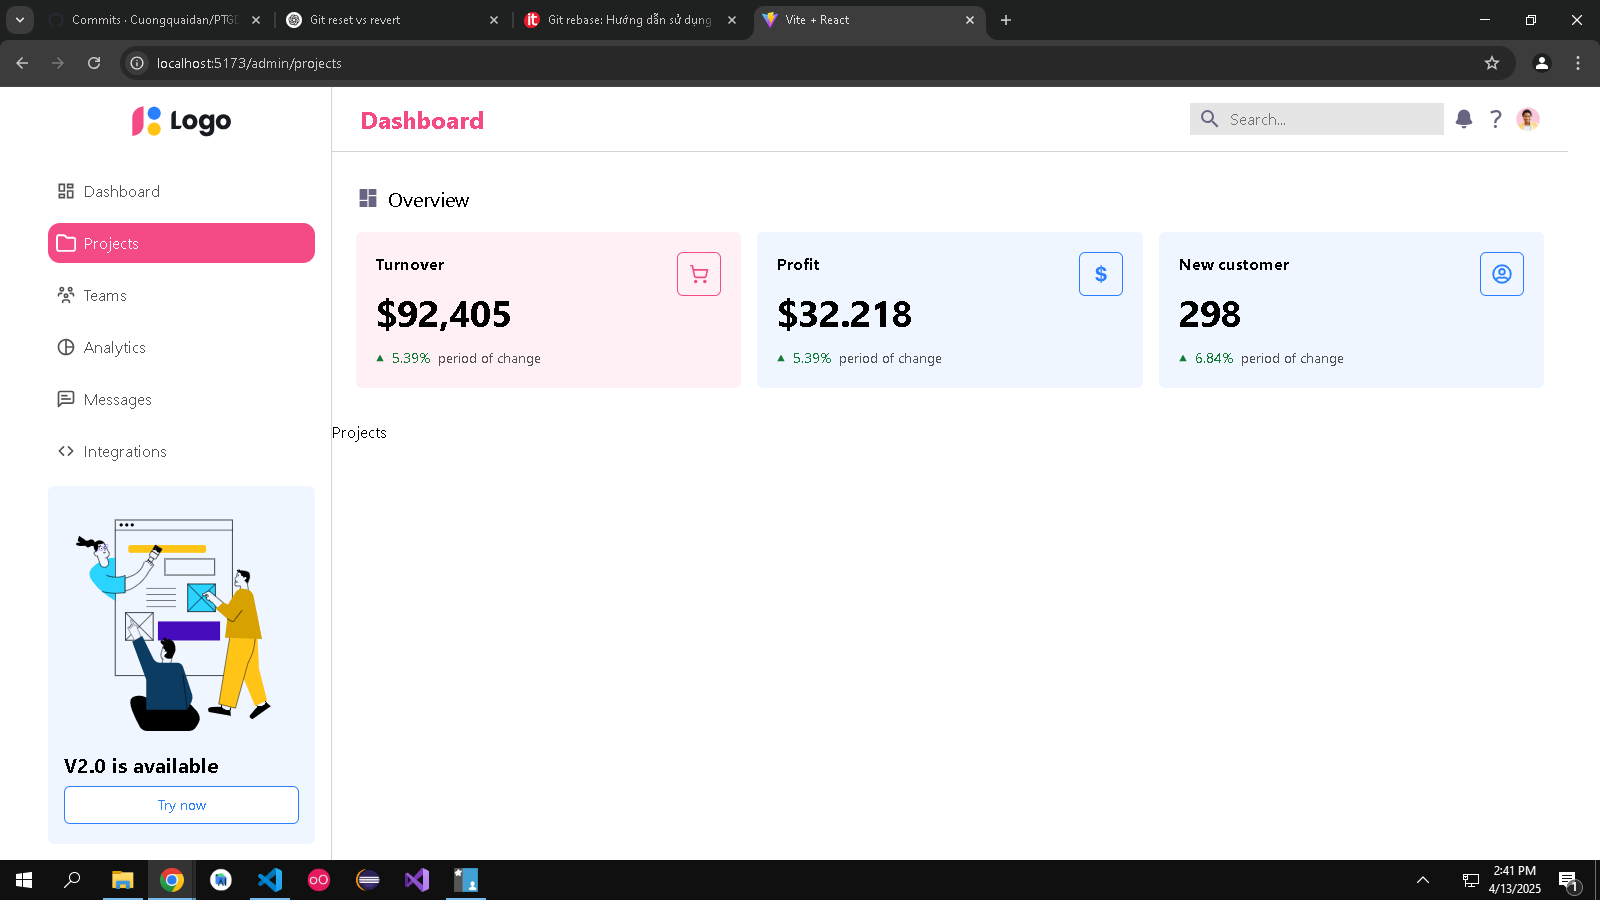 Commits · Cuongquaidan/PTGD
Git reset vs revert
Git rebase: Hướng dẫn sử dụng
Vite + React
localhost:5173/admin/projects
Logo
Dashboard
Search...
Dashboard
Projects
Teams
Analytics
Messages
Integrations
V2.0 is available
Try now
Overview
Turnover
$92,405
5.39% period of change
Profit
$32.218
5.39% period of change
New customer
298
6.84% period of change
Projects
2:41 PM
4/13/2025
1